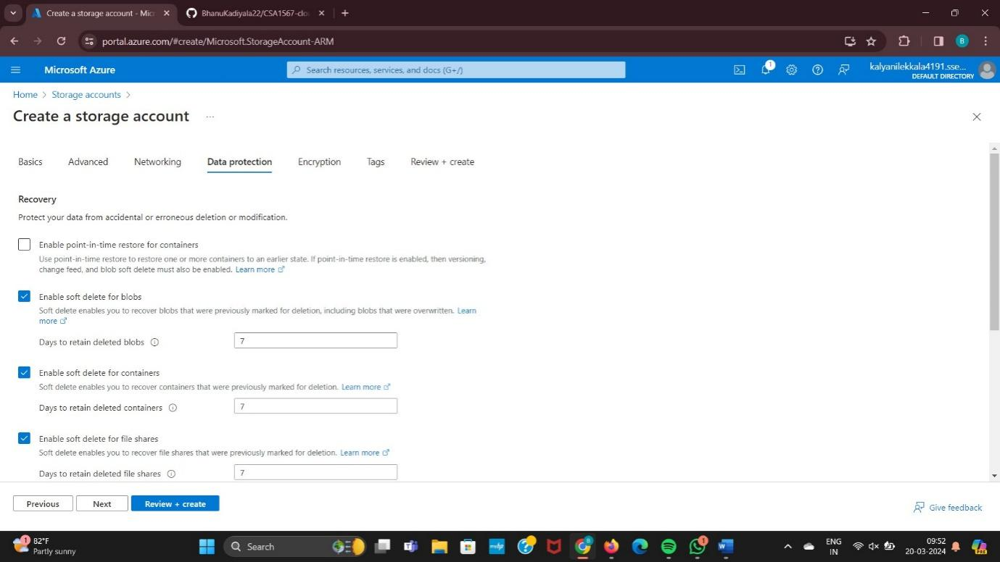 Create a storage account - Micr
BhanuKadiyala22/CSA1567-clo
portal.azure.com/#create/Microsoft.StorageAccount-ARM
B
Microsoft Azure
Search resources, services, and docs (G+/)
1
kalyanilekkala4191.sse...
DEFAULT DIRECTORY
Home > Storage accounts >
Create a storage account ...
Basics Advanced Networking Data protection Encryption Tags Review + create
Recovery
Protect your data from accidental or erroneous deletion or modification.
Enable point-in-time restore for containers
Use point-in-time restore to restore one or more containers to an earlier state. If point-in-time restore is enabled, then versioning,
change feed, and blob soft delete must also be enabled. Learn more
Enable soft delete for blobs
Soft delete enables you to recover blobs that were previously marked for deletion, including blobs that were overwritten. Learn
more
Days to retain deleted blobs 7
Enable soft delete for containers
Soft delete enables you to recover containers that were previously marked for deletion. Learn more
Days to retain deleted containers 7
Enable soft delete for file shares
Soft delete enables you to recover file shares that were previously marked for deletion. Learn more
Days to retain deleted file shares 7
Previous Next Review + create
Give feedback
1
82°F
Partly sunny
Search
1
ENG
IN
09:52
20-03-2024
PRE